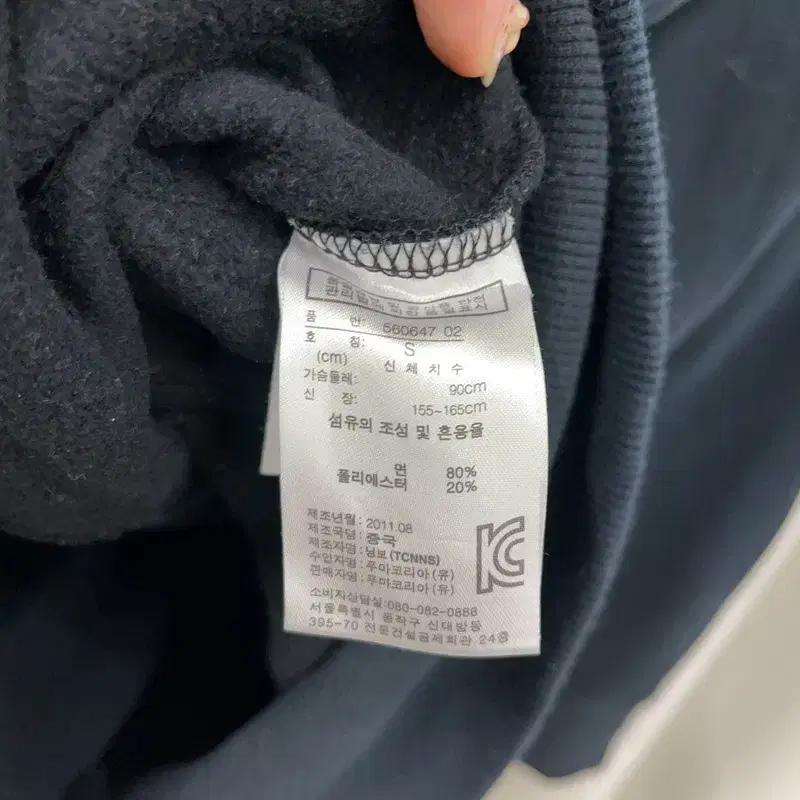 품 번: 560647 02
호 칭: S
(cm) 신 체 치 수
가슴둘레: 90cm
신 장: 155~165cm
섬유의 조성 및 혼용율
면 80%
폴리에스터 20%
제조년월: 2011.08
제조국명: 중국
제조자명: 닝보(TCNNS)
수입자명: 푸마코리아(유)
판매자명: 푸마코리아(유)
소비자상담실:080-082-0888
서울특별시 동작구 신대방동
395-70 전문건설공제회관 24층